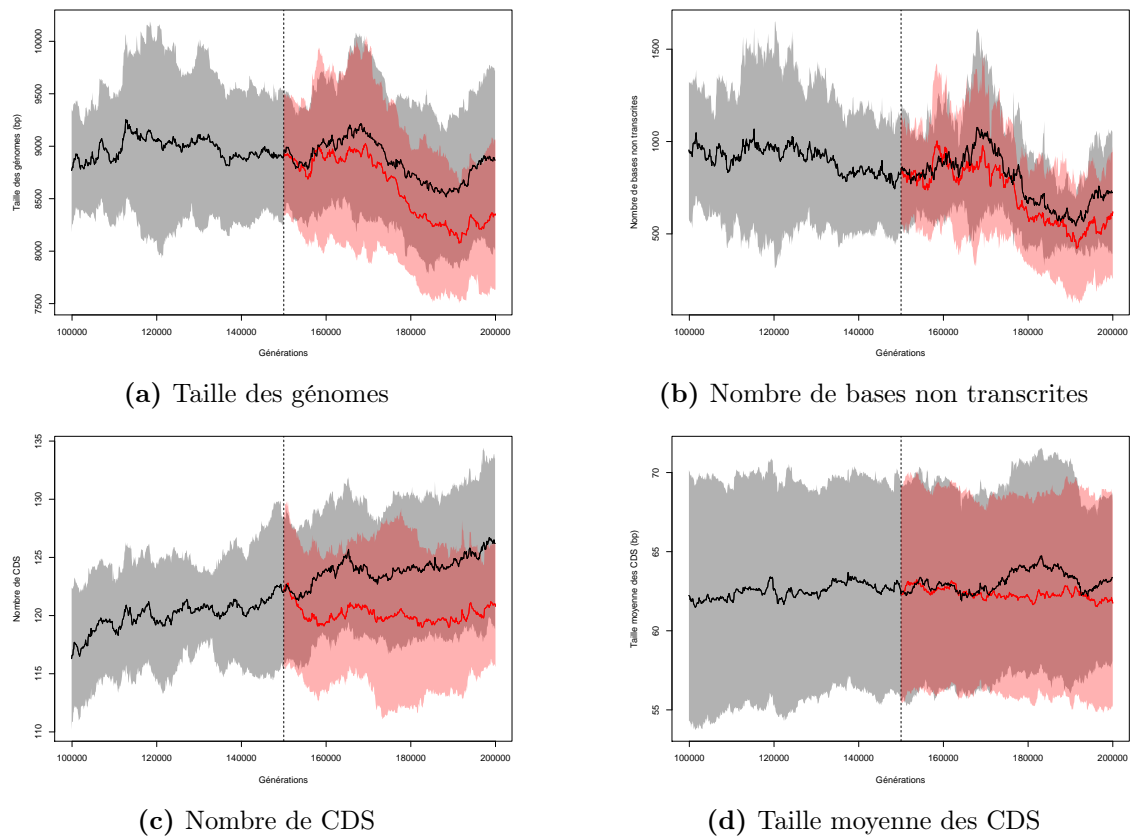 Taille des génomes (bp)
10000
9500
9000
8500
8000
7500
100000 120000 140000 160000 180000 200000
Générations
(a) Taille des génomes
Nombre de bases non transcrites
1500
1000
500
100000 120000 140000 160000 180000 200000
Générations
(b) Nombre de bases non transcrites
Nombre de CDS
135
130
125
120
115
110
100000 120000 140000 160000 180000 200000
Générations
(c) Nombre de CDS
Taille moyenne des CDS (bp)
70
65
60
55
100000 120000 140000 160000 180000 200000
Générations
(d) Taille moyenne des CDS